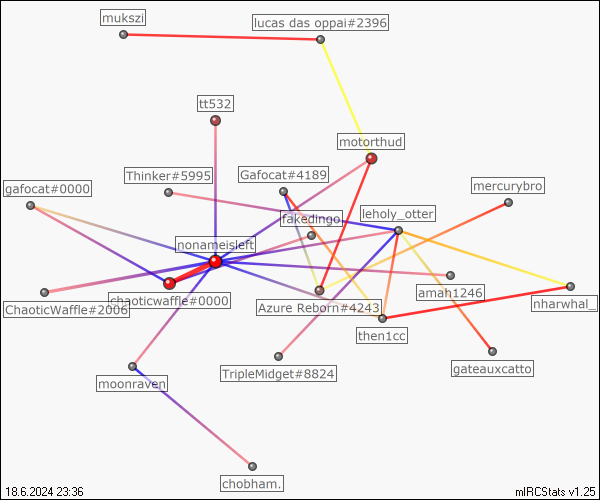 mukszi
lucas das oppai#2396
tt532
motorthud
Thinker#5995
Gafocat#4189
gafocat#0000
mercurybro
leholy_otter
fakedingo
nonameisleft
chaoticwaffle#0000
amah1246
ChaoticWaffle#2006
Azure Reborn#4243
nharwhal_
then1cc
TripleMidget#8824
gateauxcatto
moonraven
chobham.
18.6.2024 23:36
mIRCStats v1.25